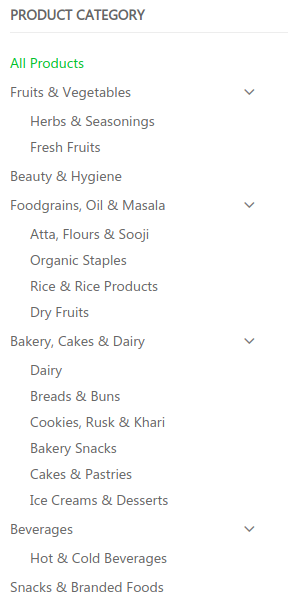 PRODUCT CATEGORY
All Products
Fruits & Vegetables
Herbs & Seasonings
Fresh Fruits
Beauty & Hygiene
Foodgrains, Oil & Masala
Atta, Flours & Sooji
Organic Staples
Rice & Rice Products
Dry Fruits
Bakery, Cakes & Dairy
Dairy
Breads & Buns
Cookies, Rusk & Khari
Bakery Snacks
Cakes & Pastries
Ice Creams & Desserts
Beverages
Hot & Cold Beverages
Snacks & Branded Foods